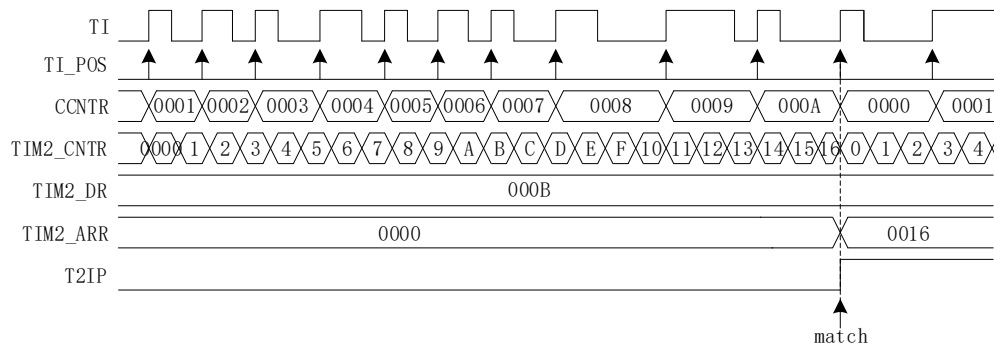 TI
TI_POS
CCNTR 0001 0002 0003 0004 0005 0006 0007 0008 0009 000A 0000 0001
TIM2_CNTR 0000 1 2 3 4 5 6 7 8 9 A B C D E F 10 11 12 13 14 15 16 0 1 2 3 4
TIM2_DR 000B
TIM2_ARR 0000 0016
T2IP
match